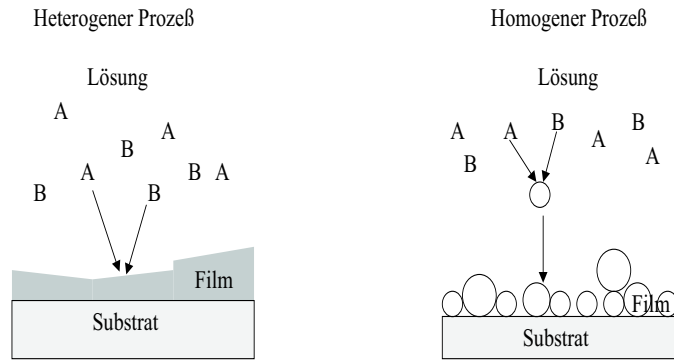 Heterogener Prozeß
Lösung
A
A
B
A
B
A
B
B
Film
Substrat
Homogener Prozeß
Lösung
A
A
B
B
A
B
A
Film
Substrat